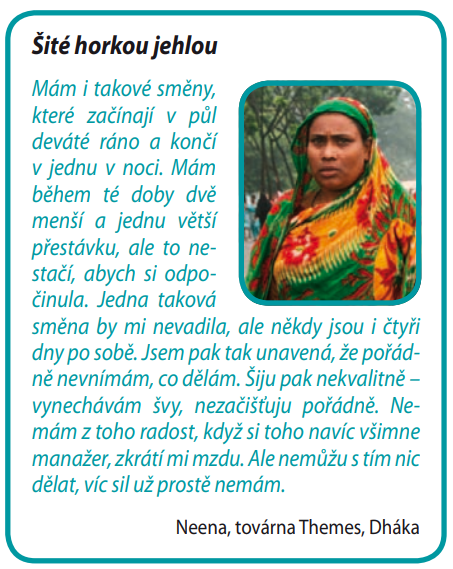 Šité horkou jehlou
Mám i takové směny,
které začínají v půl
deváté ráno a končí
v jednu v noci. Mám
během té doby dvě
menší a jednu větší
přestávku, ale to ne-
stačí, abych si odpo-
činula. Jedna taková
směna by mi nevadila, ale někdy jsou i čtyři
dny po sobě. Jsem pak tak unavená, že pořád-
ně nevnímám, co dělám. Šiju pak nekvalitně –
vynechávám švy, nezačišťuju pořádně. Ne-
mám z toho radost, když si toho navíc všimne
manažer, zkrátí mi mzdu. Ale nemůžu s tím nic
dělat, víc sil už prostě nemám.
Neena, továrna Themes, Dháka